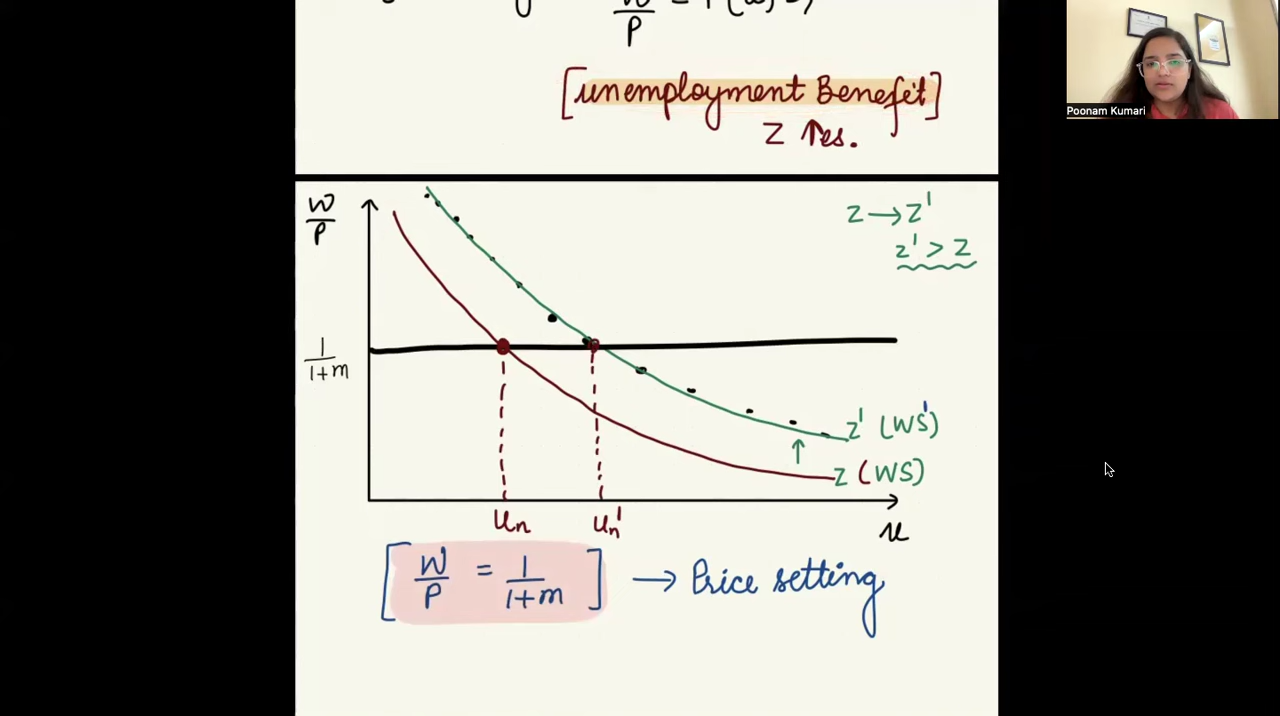 W/P = F(u, z)
[unemployment Benefit]
Z ↑es.
Poonam Kumari
W/P
z → z'
z' > z
1/1+m
z' (WS')
z (WS)
un
un'
u
[W/P = 1/1+m] → Price setting